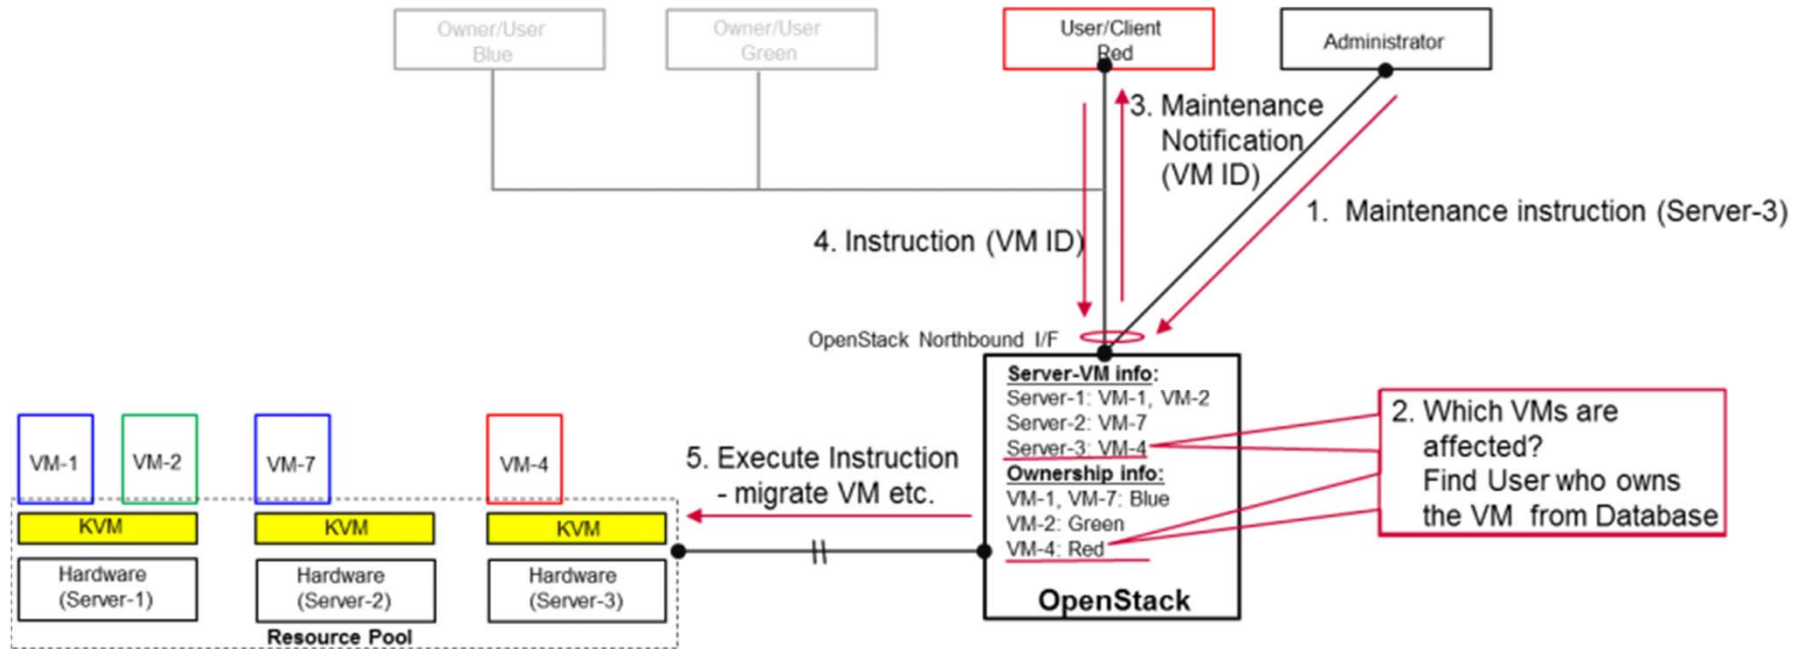 Owner/User
Blue
Owner/User
Green
User/Client
Red
Administrator
3. Maintenance
Notification
(VM ID)
1. Maintenance instruction (Server-3)
4. Instruction (VM ID)
OpenStack Northbound I/F
Server-VM info:
Server-1: VM-1, VM-2
Server-2: VM-7
Server-3: VM-4
Ownership info:
VM-1, VM-7: Blue
VM-2: Green
VM-4: Red
OpenStack
2. Which VMs are
affected?
Find User who owns
the VM from Database
5. Execute Instruction
- migrate VM etc.
VM-1
VM-2
VM-7
VM-4
KVM
KVM
KVM
Hardware
(Server-1)
Hardware
(Server-2)
Hardware
(Server-3)
Resource Pool